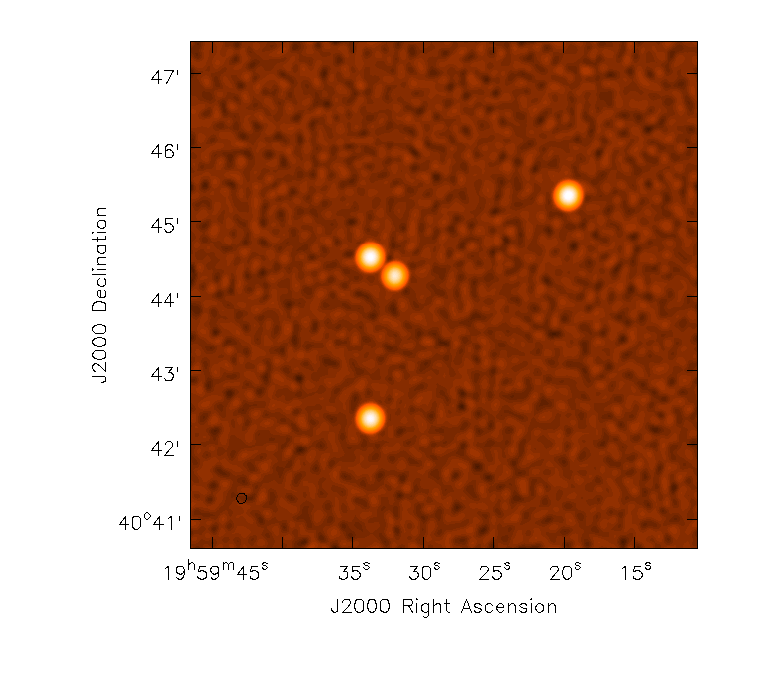 47'
46'
45'
44'
43'
42'
40°41'
J2000 Declination
19ʰ59ᵐ45ˢ 35ˢ 30ˢ 25ˢ 20ˢ 15ˢ
J2000 Right Ascension